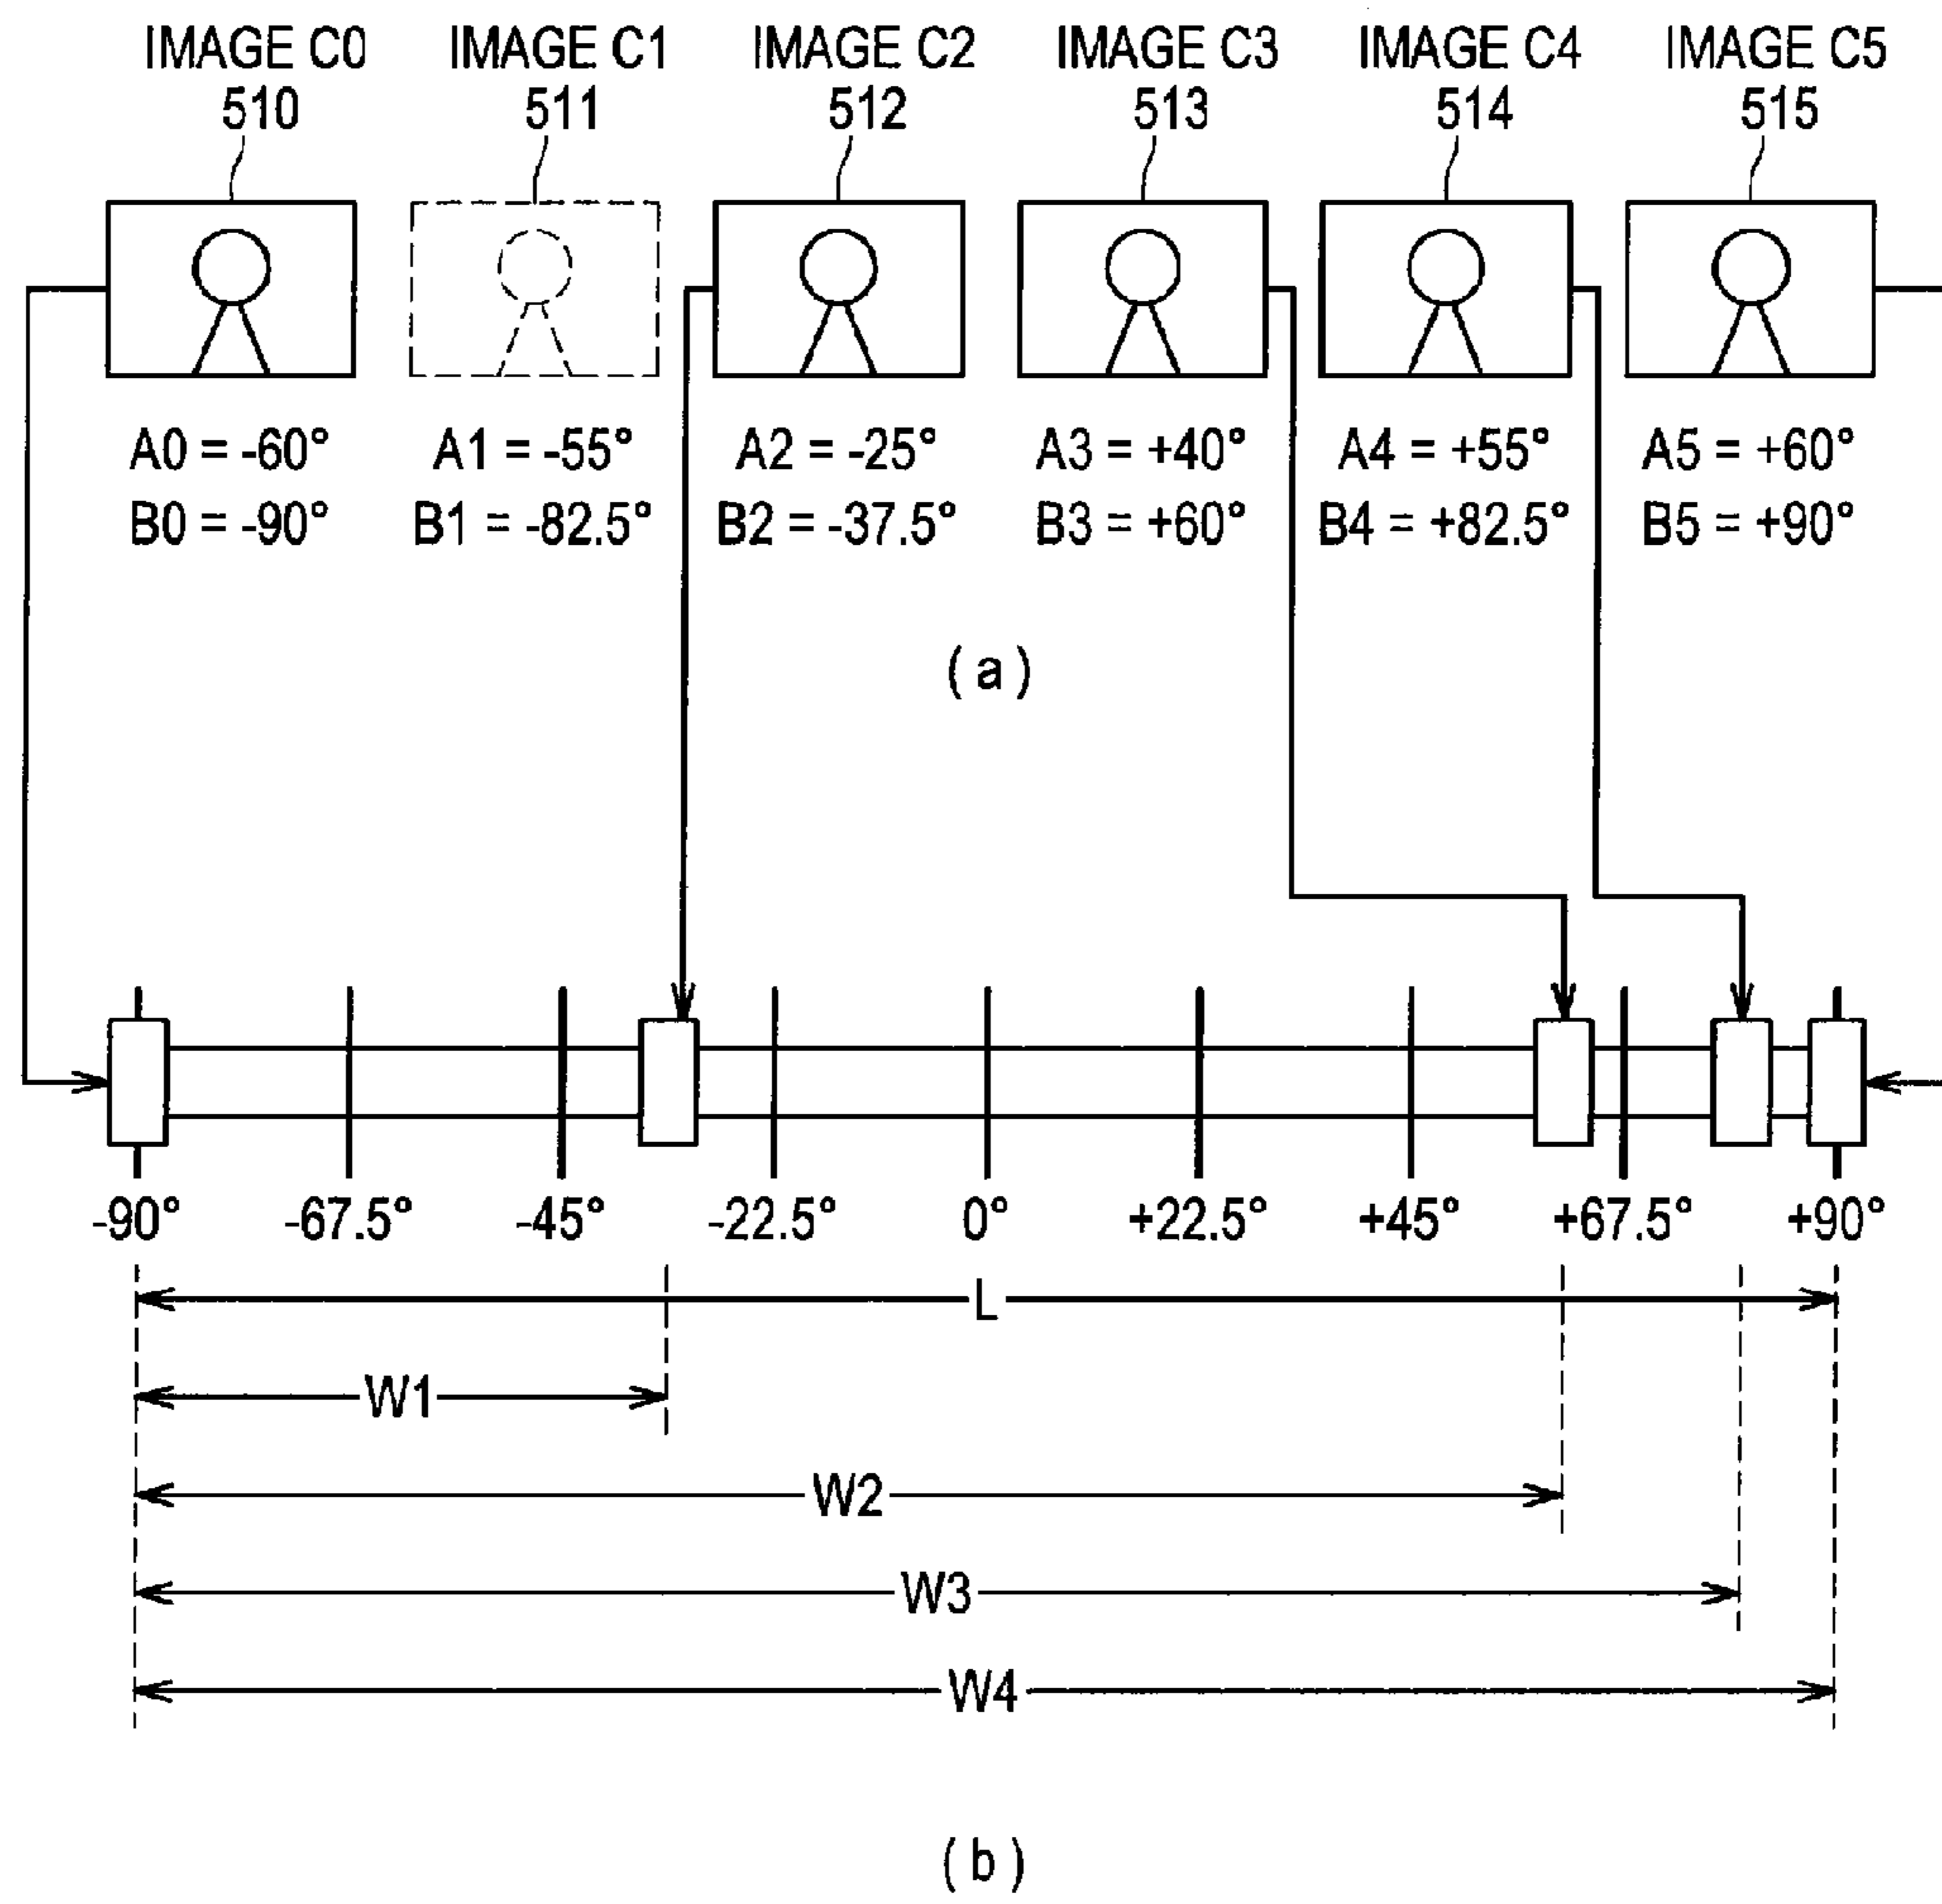 IMAGE C0 IMAGE C1 IMAGE C2 IMAGE C3 IMAGE C4 IMAGE C5
510 511 512 513 514 515
A0 = -60° A1 = -55° A2 = -25° A3 = +40° A4 = +55° A5 = +60°
B0 = -90° B1 = -82.5° B2 = -37.5° B3 = +60° B4 = +82.5° B5 = +90°
(a)
-90° -67.5° -45° -22.5° 0° +22.5° +45° +67.5° +90°
L
W1
W2
W3
W4
(b)